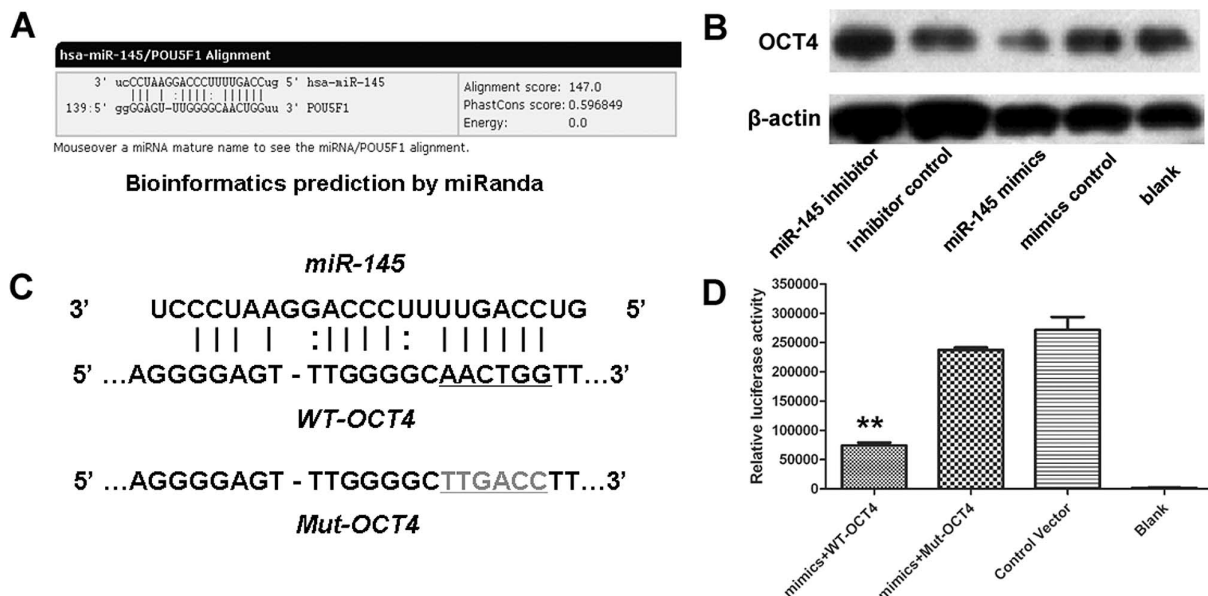 A
hsa-miR-145/POU5F1 Alignment
3' ucCCUAAGGACCCUUUUGACCug 5' hsa-miR-145
||| | :||||: ||||||
139:5' ggGGAGU-UUGGGGCAACUGGuu 3' POU5F1
Alignment score: 147.0
PhastCons score: 0.596849
Energy: 0.0
Mouseover a miRNA mature name to see the miRNA/POU5F1 alignment.
Bioinformatics prediction by miRanda
B
OCT4
β-actin
miR-145 inhibitor
inhibitor control
miR-145 mimics
mimics control
blank
C
miR-145
3’ UCCCUAAGGACCCUUUUGACCUG 5’
||| | :||||: ||||||
5’ ...AGGGGAGT - TTGGGGCAACTGGTT...3’
WT-OCT4
5’ ...AGGGGAGT - TTGGGGCTTGACCTT...3’
Mut-OCT4
D
Relative luciferase activity
350000
300000
250000
200000
150000
100000
50000
0
**
mimics+WT-OCT4
mimics+Mut-OCT4
Control Vector
Blank